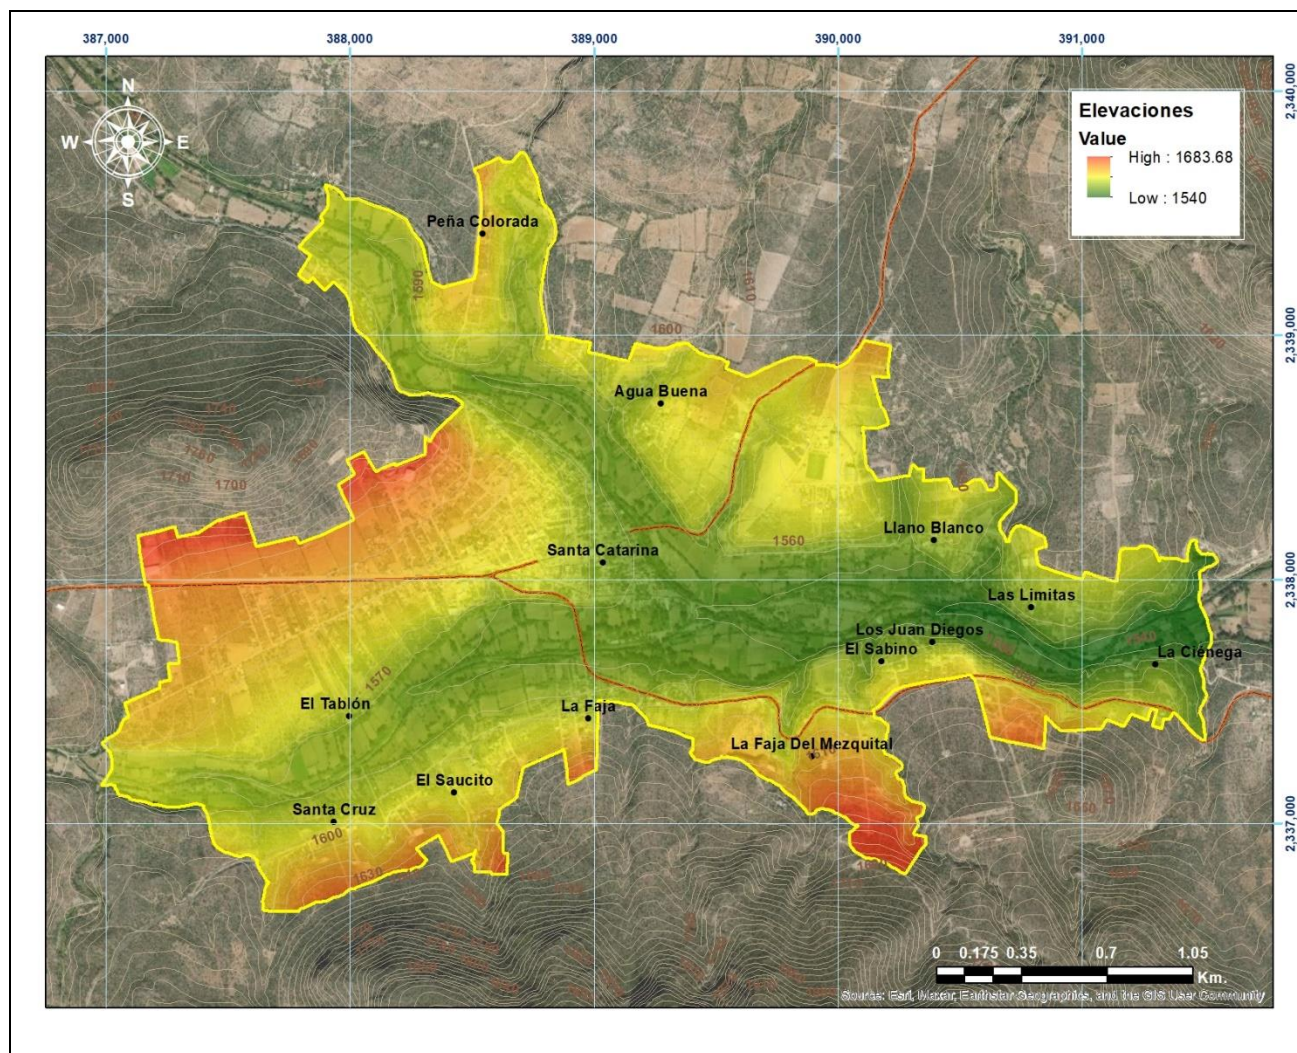 387,000
388,000
389,000
390,000
391,000
2,340,000
2,339,000
2,338,000
2,337,000
N
W
E
S
Elevaciones
Value
High : 1683.68
Low : 1540
Peña Colorada
1590
1610
1600
Agua Buena
1710
1700
Llano Blanco
1560
Santa Catarina
Las Limitas
Los Juan Diegos
El Sabino
La Ciénega
1570
El Tablón
La Faja
La Faja Del Mezquital
1610
El Saucito
Santa Cruz
1600
1630
0
0.175
0.35
0.7
1.05
Km.
Source: Esri, Maxar, Earthstar Geographics, and the GIS User Community